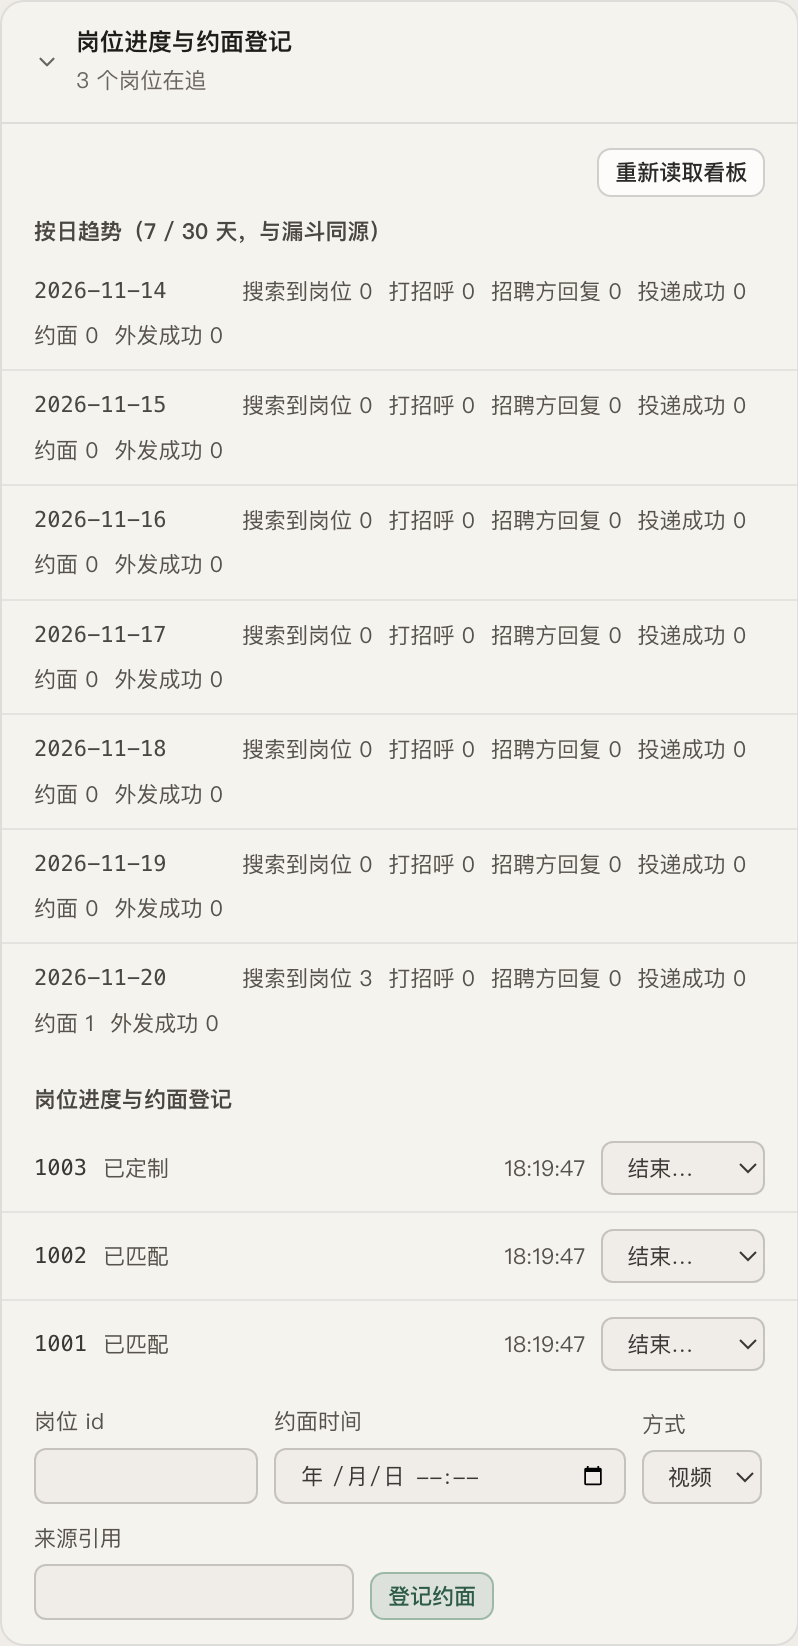 岗位进度与约面登记
3 个岗位在追
重新读取看板
按日趋势（7 / 30 天，与漏斗同源）
2026-11-14 搜索到岗位 0 打招呼 0 招聘方回复 0 投递成功 0
约面 0 外发成功 0
2026-11-15 搜索到岗位 0 打招呼 0 招聘方回复 0 投递成功 0
约面 0 外发成功 0
2026-11-16 搜索到岗位 0 打招呼 0 招聘方回复 0 投递成功 0
约面 0 外发成功 0
2026-11-17 搜索到岗位 0 打招呼 0 招聘方回复 0 投递成功 0
约面 0 外发成功 0
2026-11-18 搜索到岗位 0 打招呼 0 招聘方回复 0 投递成功 0
约面 0 外发成功 0
2026-11-19 搜索到岗位 0 打招呼 0 招聘方回复 0 投递成功 0
约面 0 外发成功 0
2026-11-20 搜索到岗位 3 打招呼 0 招聘方回复 0 投递成功 0
约面 1 外发成功 0
岗位进度与约面登记
1003 已定制 18:19:47 结束...
1002 已匹配 18:19:47 结束...
1001 已匹配 18:19:47 结束...
岗位 id 约面时间 方式
年 /月/日 --:-- 视频
来源引用
登记约面